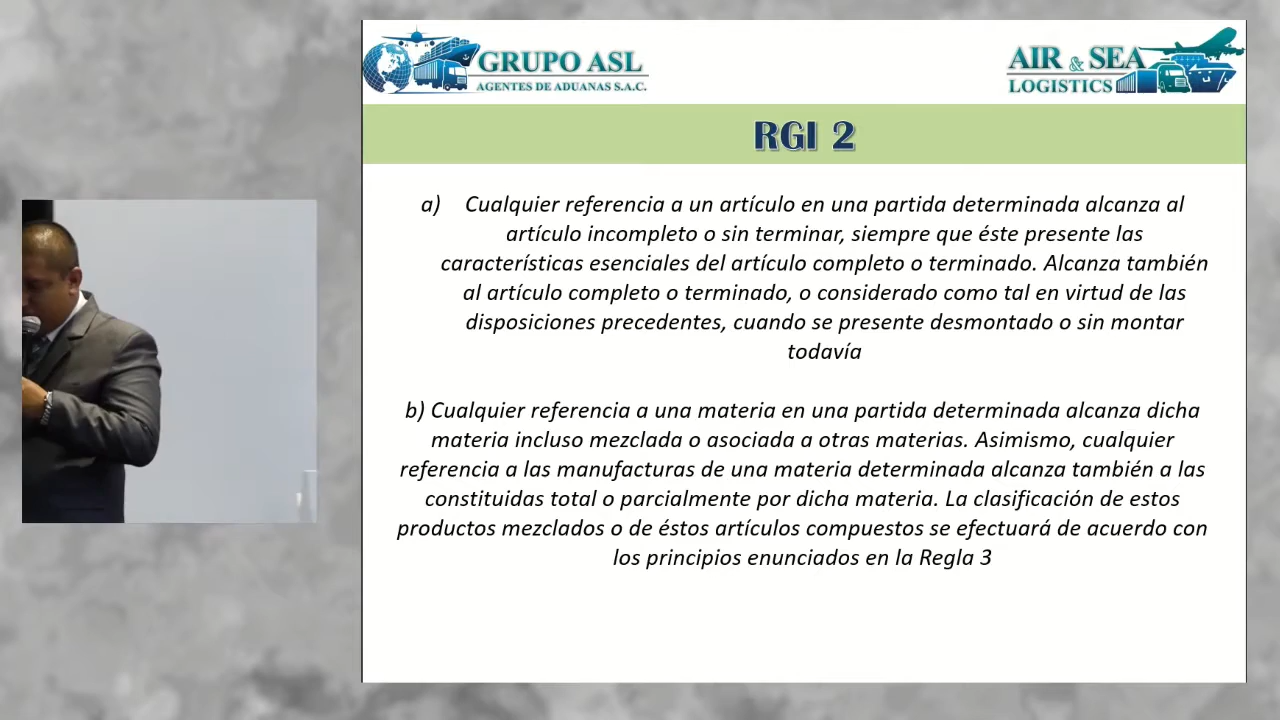 GRUPO ASL
AGENTES DE ADUANAS S.A.C.
AIR & SEA
LOGISTICS
RGI 2
a) Cualquier referencia a un artículo en una partida determinada alcanza al
artículo incompleto o sin terminar, siempre que éste presente las
características esenciales del artículo completo o terminado. Alcanza también
al artículo completo o terminado, o considerado como tal en virtud de las
disposiciones precedentes, cuando se presente desmontado o sin montar
todavía
b) Cualquier referencia a una materia en una partida determinada alcanza dicha
materia incluso mezclada o asociada a otras materias. Asimismo, cualquier
referencia a las manufacturas de una materia determinada alcanza también a las
constituidas total o parcialmente por dicha materia. La clasificación de estos
productos mezclados o de éstos artículos compuestos se efectuará de acuerdo con
los principios enunciados en la Regla 3